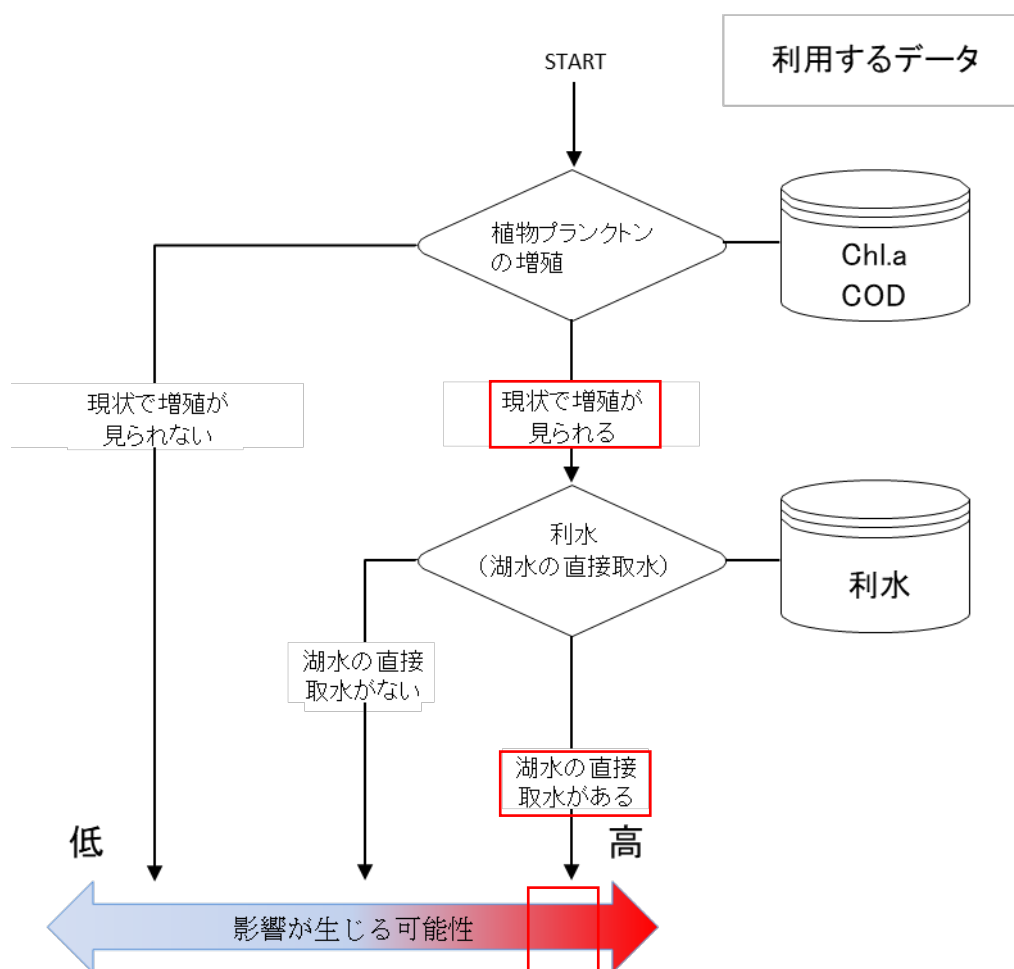 START
利用するデータ
植物プランクトン
の増殖
Chl.a
COD
現状で増殖が
見られない
現状で増殖が
見られる
利水
（湖水の直接取水）
利水
湖水の直接
取水がない
湖水の直接
取水がある
低
高
影響が生じる可能性